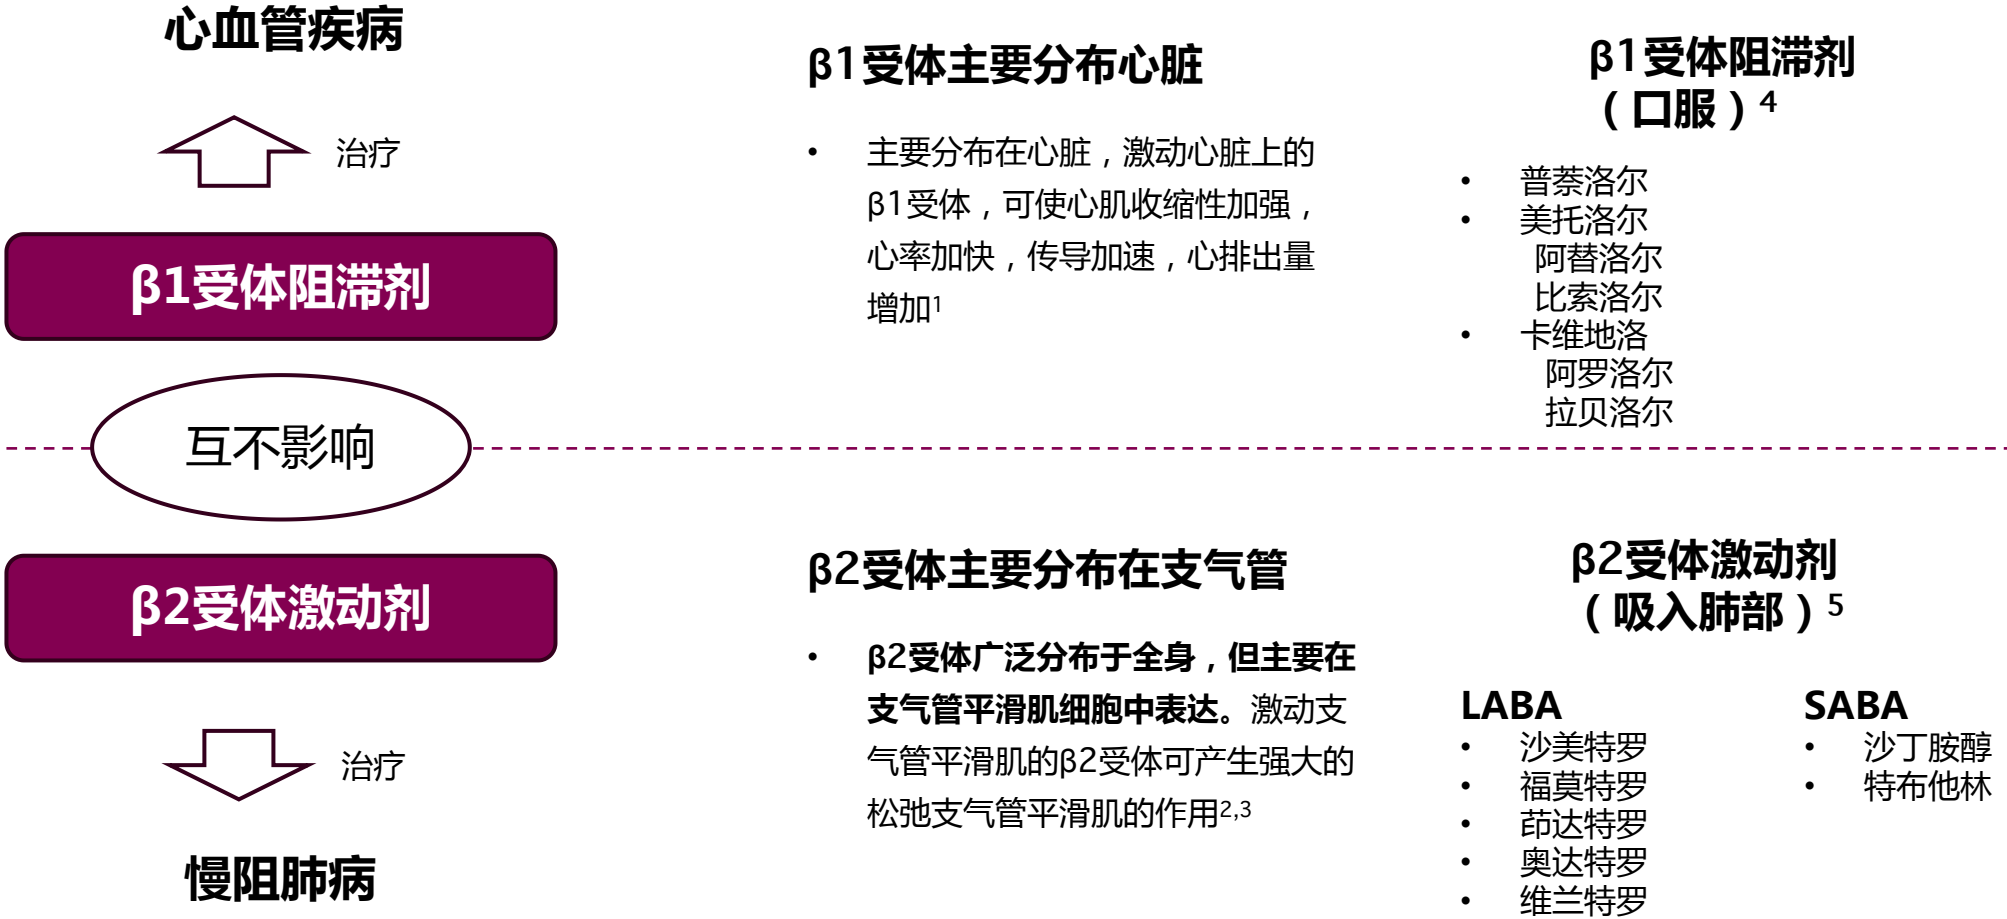 心血管疾病
治疗
β1受体阻滞剂
互不影响
β2受体激动剂
治疗
慢阻肺病
β1受体主要分布心脏
• 主要分布在心脏，激动心脏上的
β1受体，可使心肌收缩性加强，
心率加快，传导加速，心排出量
增加1
β1受体阻滞剂
（口服）4
• 普萘洛尔
• 美托洛尔
阿替洛尔
比索洛尔
• 卡维地洛
阿罗洛尔
拉贝洛尔
β2受体主要分布在支气管
• β2受体广泛分布于全身，但主要在
支气管平滑肌细胞中表达。激动支
气管平滑肌的β2受体可产生强大的
松弛支气管平滑肌的作用2,3
β2受体激动剂
（吸入肺部）5
LABA
• 沙美特罗
• 福莫特罗
• 茚达特罗
• 奥达特罗
• 维兰特罗
SABA
• 沙丁胺醇
• 特布他林